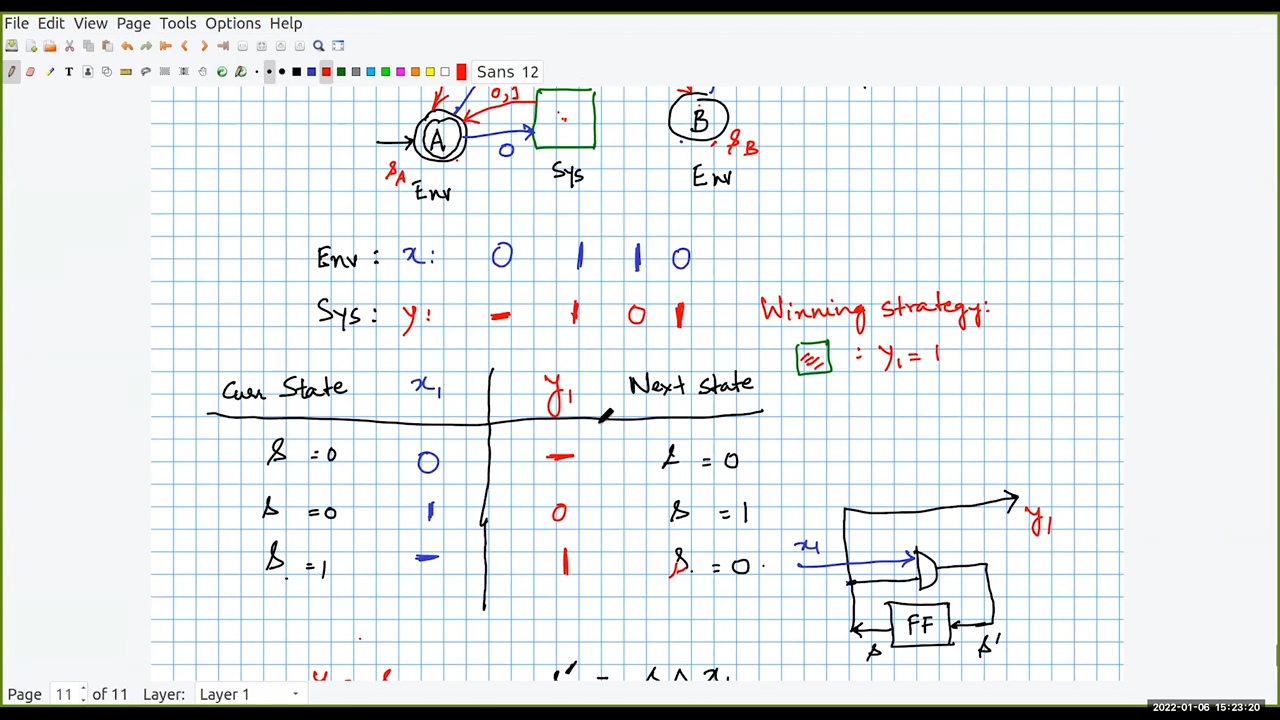 File Edit View Page Tools Options Help
Sans 12
0,1
A
0
B
$A
Env
Sys
$B
Env
Env : x: 0 1 1 0
Sys: y: - 1 0 1
Winning strategy:
: y1 = 1
Curr State x1 y1 Next state
s = 0 0 - s = 0
s = 0 1 0 s = 1
s = 1 - 1 s = 0
x1
y1
FF
s
s'
Page 11 of 11 Layer: Layer 1
2022-01-06 15:23:20